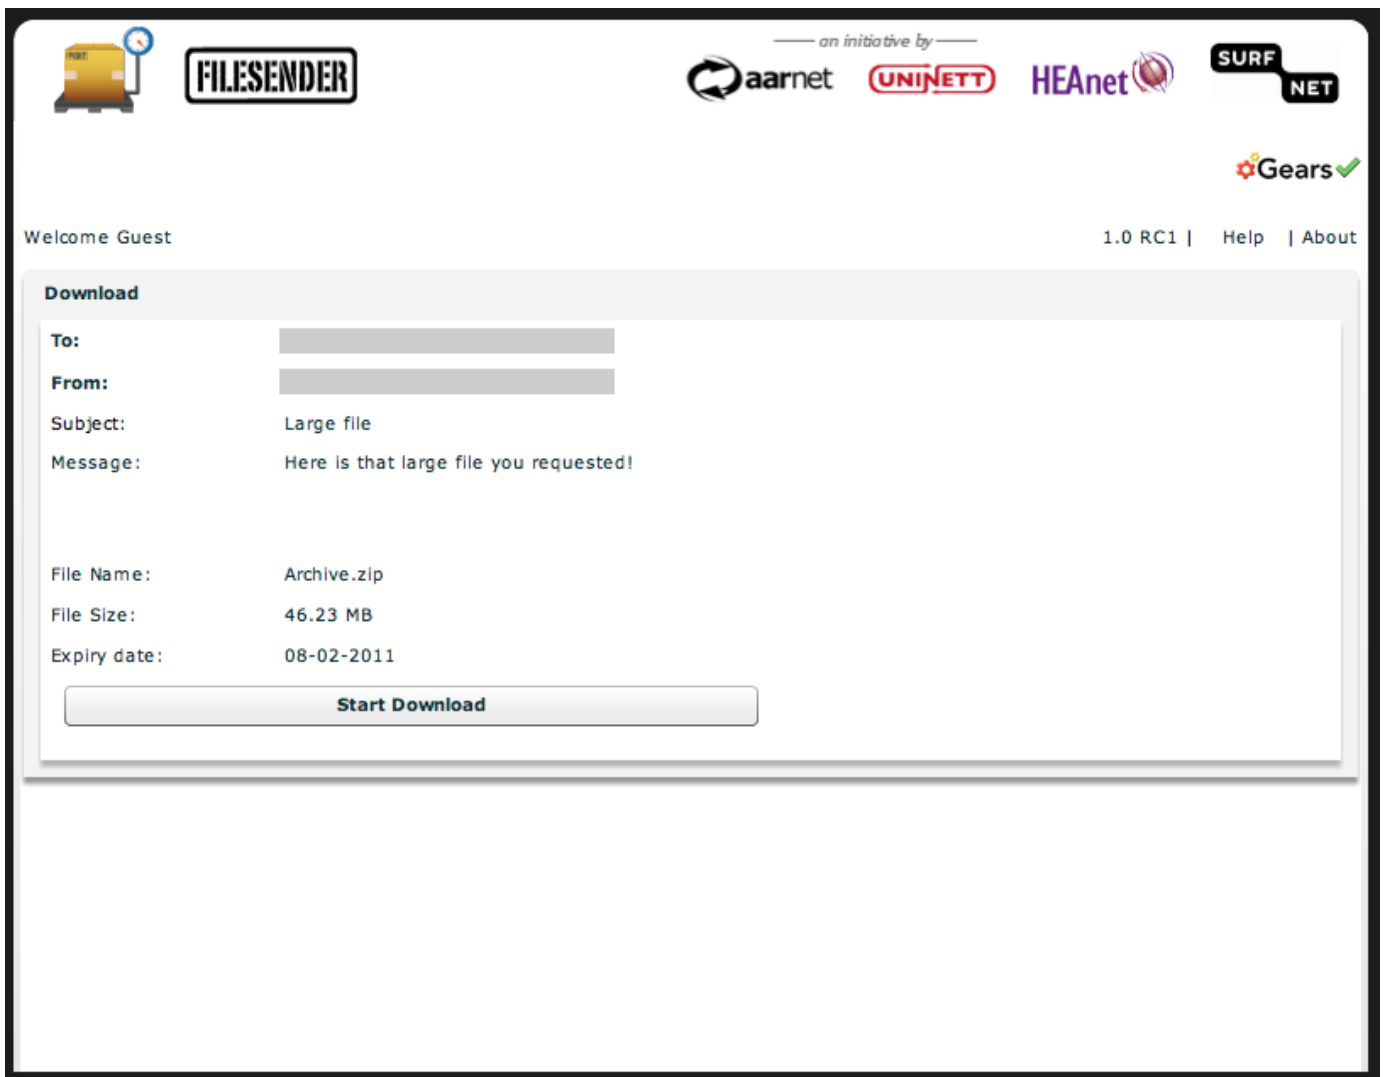 an initiative by
FILESENDER
aarnet
UNINETT
HEAnet
SURF
NET
Gears
Welcome Guest
1.0 RC1 | Help | About
Download
To:
From:
Subject: Large file
Message: Here is that large file you requested!
File Name: Archive.zip
File Size: 46.23 MB
Expiry date: 08-02-2011
Start Download